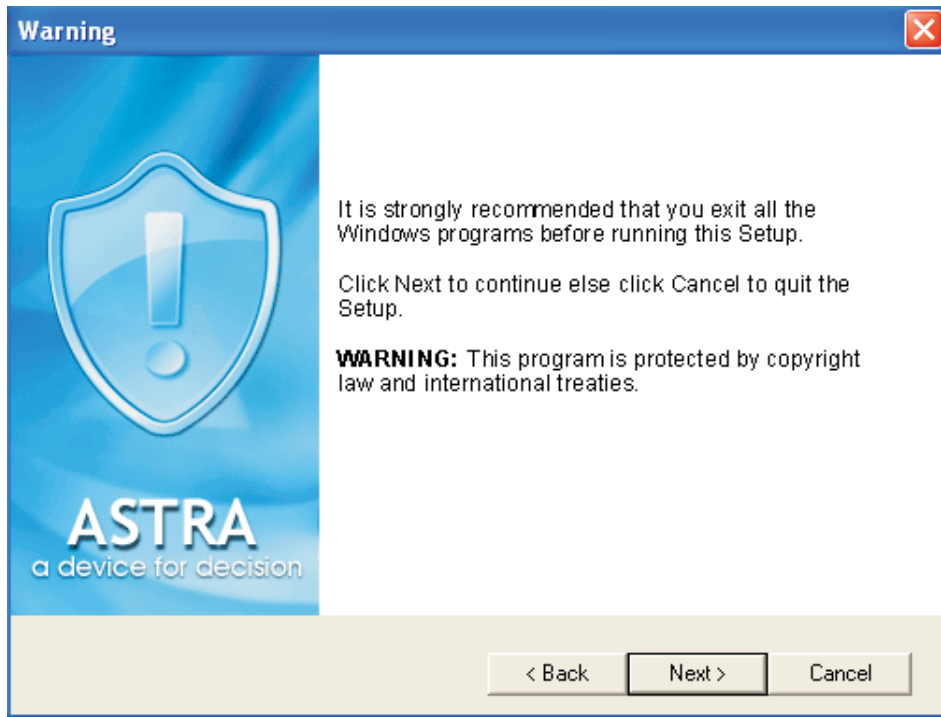 Warning
It is strongly recommended that you exit all the
Windows programs before running this Setup.
Click Next to continue else click Cancel to quit the
Setup.
WARNING: This program is protected by copyright
law and international treaties.
ASTRA
a device for decision
< Back
Next >
Cancel